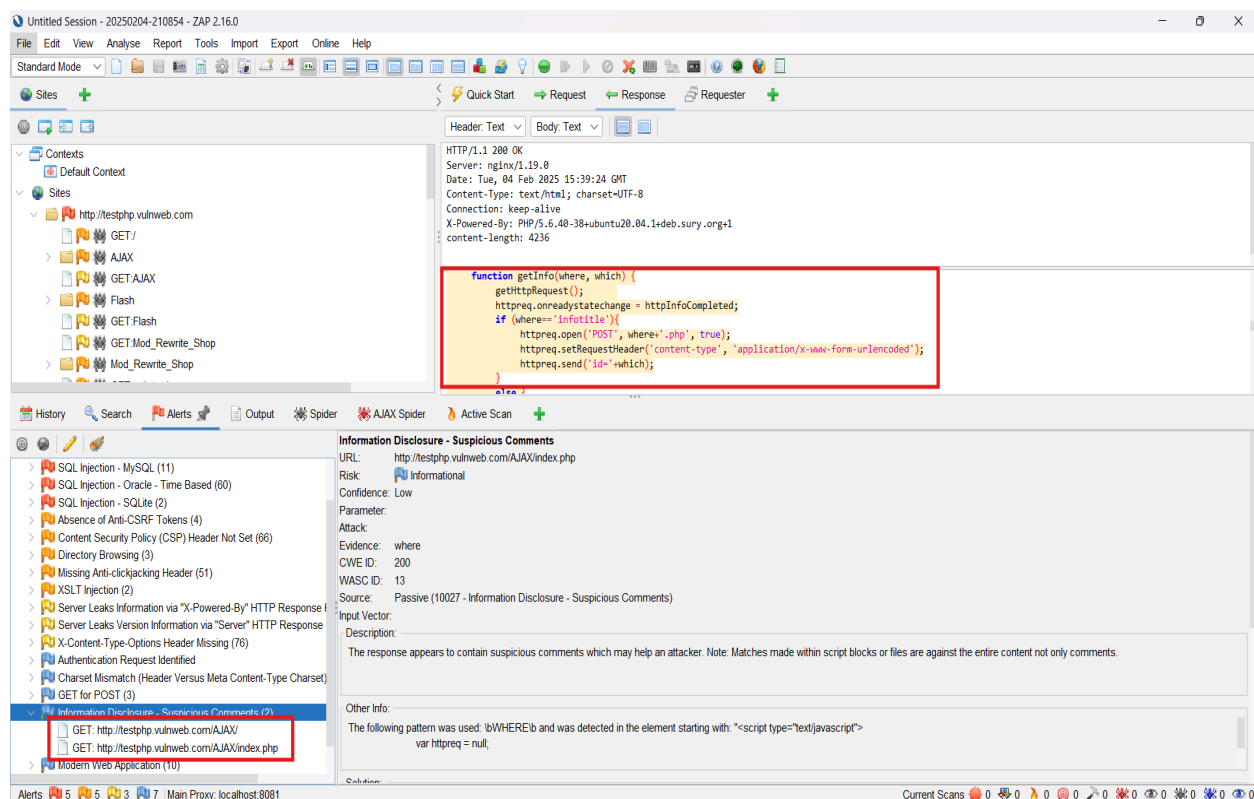 Untitled Session - 20250204-210854 - ZAP 2.16.0
File Edit View Analyse Report Tools Import Export Online Help
Standard Mode
Sites
Quick Start Request Response Requester
Header: Text Body: Text
Contexts
Default Context
Sites
http://testphp.vulnweb.com
GET:/
AJAX
GET:AJAX
Flash
GET:Flash
GET:Mod_Rewrite_Shop
Mod_Rewrite_Shop
HTTP/1.1 200 OK
Server: nginx/1.19.0
Date: Tue, 04 Feb 2025 15:39:24 GMT
Content-Type: text/html; charset=UTF-8
Connection: keep-alive
X-Powered-By: PHP/5.6.40-38+ubuntu20.04.1+deb.sury.org+1
content-length: 4236
function getInfo(where, which) {
getHttpRequest();
httpreq.onreadystatechange = httpInfoCompleted;
if (where=='infotitle'){
httpreq.open('POST', where+'.php', true);
httpreq.setRequestHeader('content-type', 'application/x-www-form-urlencoded');
httpreq.send('id='+which);
}
else {
History Search Alerts Output Spider AJAX Spider Active Scan
SQL Injection - MySQL (11)
SQL Injection - Oracle - Time Based (60)
SQL Injection - SQLite (2)
Absence of Anti-CSRF Tokens (4)
Content Security Policy (CSP) Header Not Set (66)
Directory Browsing (3)
Missing Anti-clickjacking Header (51)
XSLT Injection (2)
Server Leaks Information via "X-Powered-By" HTTP Response
Server Leaks Version Information via "Server" HTTP Response
X-Content-Type-Options Header Missing (76)
Authentication Request Identified
Charset Mismatch (Header Versus Meta Content-Type Charset)
GET for POST (3)
Information Disclosure - Suspicious Comments (2)
GET: http://testphp.vulnweb.com/AJAX/
GET: http://testphp.vulnweb.com/AJAX/index.php
Modern Web Application (10)
Information Disclosure - Suspicious Comments
URL: http://testphp.vulnweb.com/AJAX/index.php
Risk: Informational
Confidence: Low
Parameter:
Attack:
Evidence: where
CWE ID: 200
WASC ID: 13
Source: Passive (10027 - Information Disclosure - Suspicious Comments)
Input Vector:
Description:
The response appears to contain suspicious comments which may help an attacker. Note: Matches made within script blocks or files are against the entire content not only comments.
Other Info:
The following pattern was used: \bWHERE\b and was detected in the element starting with: "<script type="text/javascript">
var httpreq = null;
Solution:
Alerts 5 5 3 7 Main Proxy: localhost:8081
Current Scans 0 0 0 0 0 0 0 0 0 0